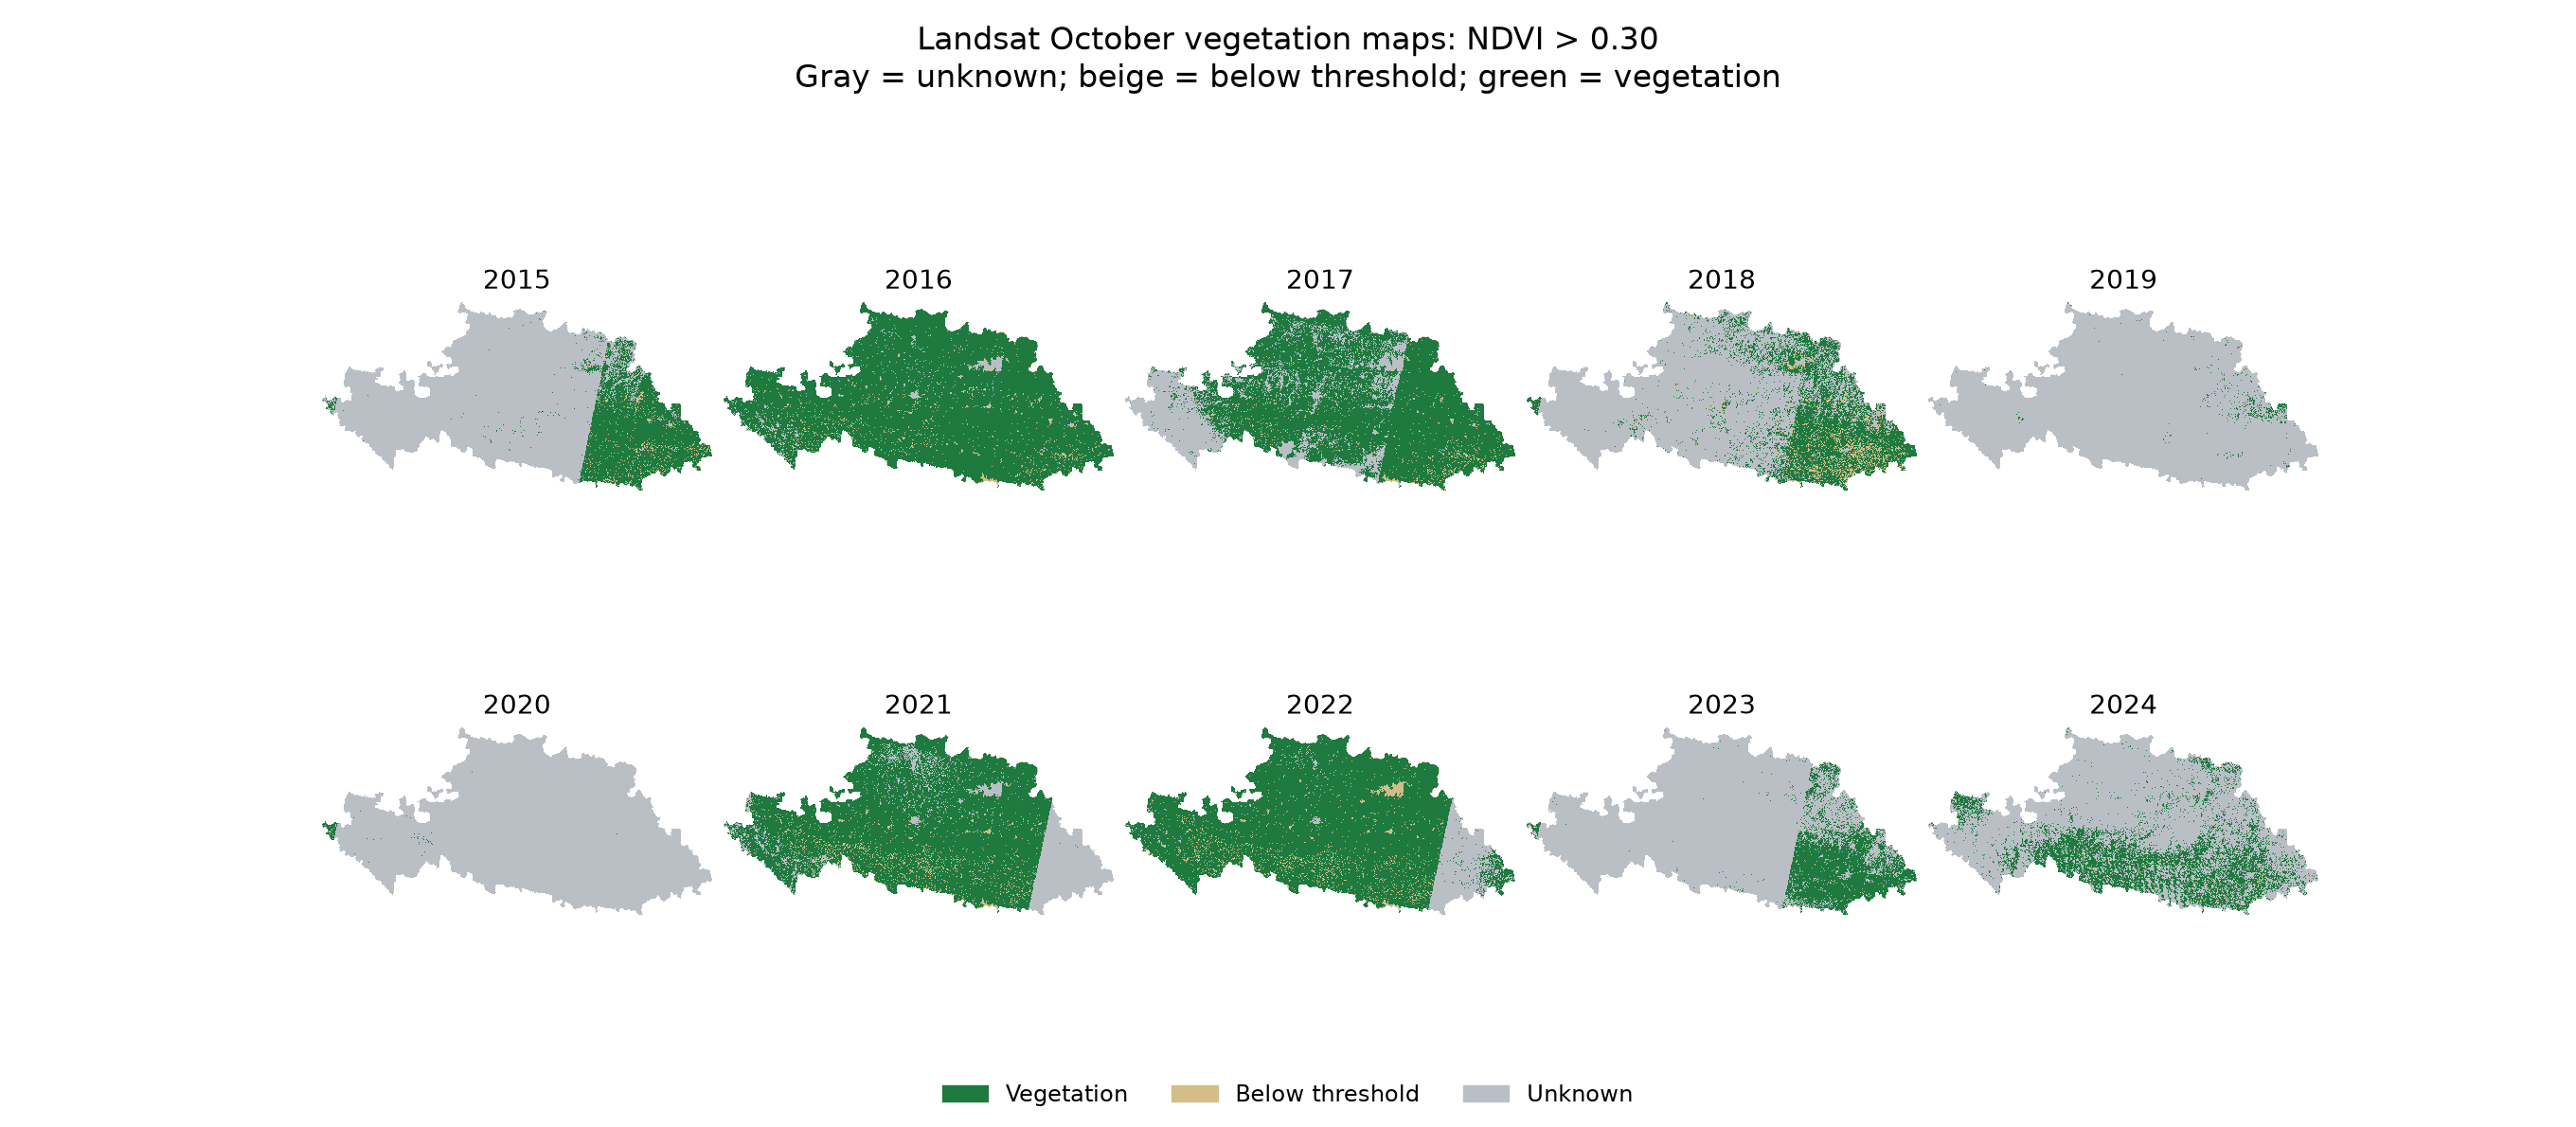 Landsat October vegetation maps: NDVI > 0.30
Gray = unknown; beige = below threshold; green = vegetation
2015
2016
2017
2018
2019
2020
2021
2022
2023
2024
Vegetation
Below threshold
Unknown